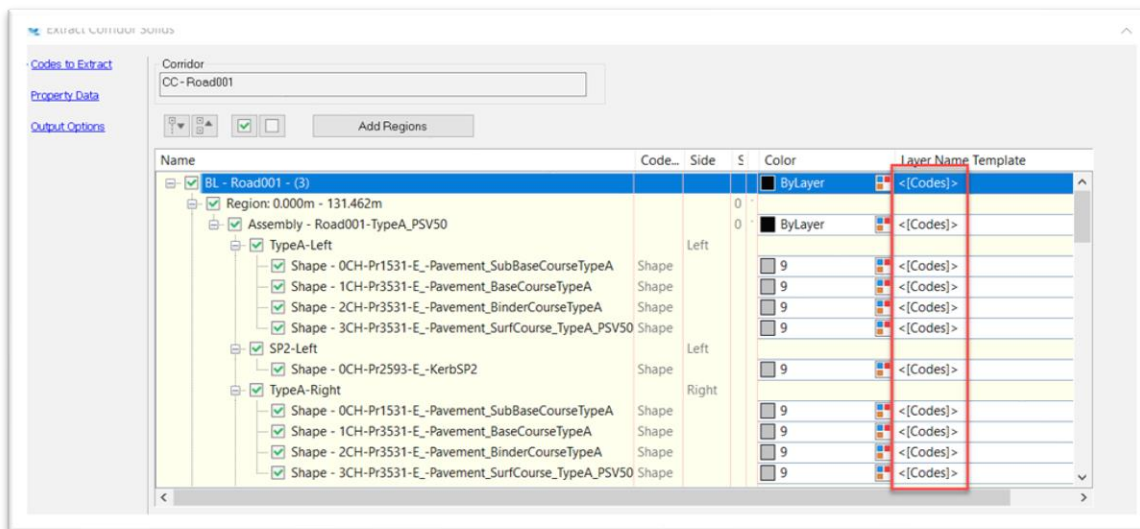 Extract Corridor Solids
Codes to Extract
Property Data
Output Options
Corridor
CC - Road001
Add Regions
Name Code... Side S Color Layer Name Template
BL - Road001 - (3) ByLayer <[Codes]>
Region: 0.000m - 131.462m 0
Assembly - Road001-TypeA_PSV50 0 ByLayer <[Codes]>
TypeA-Left Left
Shape - 0CH-Pr1531-E_-Pavement_SubBaseCourseTypeA Shape 9 <[Codes]>
Shape - 1CH-Pr3531-E_-Pavement_BaseCourseTypeA Shape 9 <[Codes]>
Shape - 2CH-Pr3531-E_-Pavement_BinderCourseTypeA Shape 9 <[Codes]>
Shape - 3CH-Pr3531-E_-Pavement_SurfCourse_TypeA_PSV50 Shape 9 <[Codes]>
SP2-Left Left
Shape - 0CH-Pr2593-E_-KerbSP2 Shape 9 <[Codes]>
TypeA-Right Right
Shape - 0CH-Pr1531-E_-Pavement_SubBaseCourseTypeA Shape 9 <[Codes]>
Shape - 1CH-Pr3531-E_-Pavement_BaseCourseTypeA Shape 9 <[Codes]>
Shape - 2CH-Pr3531-E_-Pavement_BinderCourseTypeA Shape 9 <[Codes]>
Shape - 3CH-Pr3531-E_-Pavement_SurfCourse_TypeA_PSV50 Shape 9 <[Codes]>